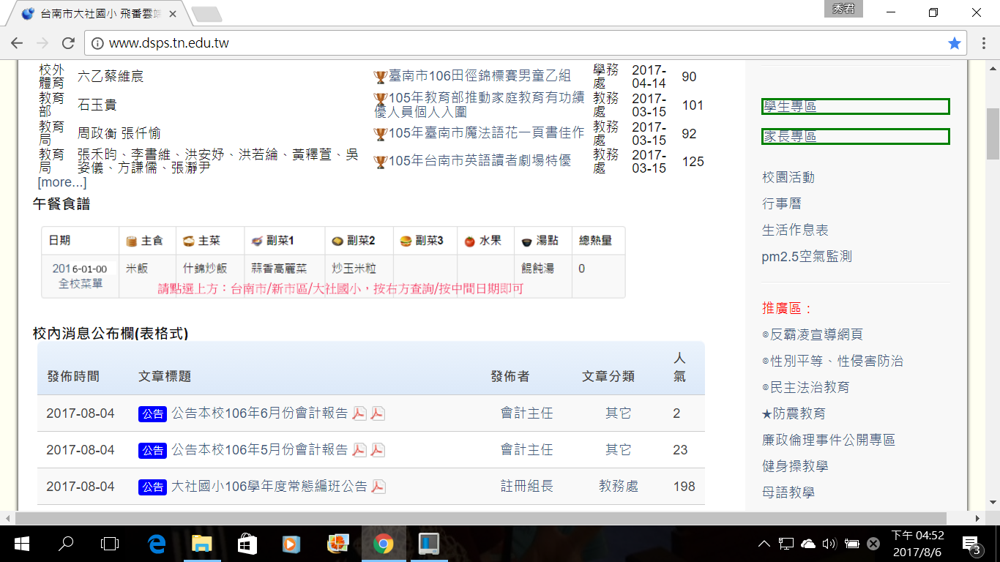 台南市大社國小 飛番雲端
秀君
www.dsps.tn.edu.tw
校外體育 六乙蔡維宸 臺南市106田徑錦標賽男童乙組 學務處 2017-04-14 90
教育部 石玉貴 105年教育部推動家庭教育有功績優人員個人入圍 教務處 2017-03-15 101
教育局 周政衡 張仟愉 105年臺南市魔法語花一頁書佳作 教務處 2017-03-15 92
教育局 張禾昀、李書維、洪安妤、洪若綸、黃釋萱、吳姿儀、方謙儒、張瀞尹 105年台南市英語讀者劇場特優 教務處 2017-03-15 125
[more...]
午餐食譜
日期 主食 主菜 副菜1 副菜2 副菜3 水果 湯點 總熱量
2016-01-00 米飯 什錦炒飯 蒜香高麗菜 炒玉米粒 餛飩湯 0
全校菜單
請點選上方：台南市/新市區/大社國小，按右方查詢/按中間日期即可
校內消息公布欄(表格式)
發佈時間 文章標題 發佈者 文章分類 人氣
2017-08-04 公告 公告本校106年6月份會計報告 會計主任 其它 2
2017-08-04 公告 公告本校106年5月份會計報告 會計主任 其它 23
2017-08-04 公告 大社國小106學年度常態編班公告 註冊組長 教務處 198
學生專區
家長專區
校園活動
行事曆
生活作息表
pm2.5空氣監測
推廣區：
◎反霸凌宣導網頁
◎性別平等、性侵害防治
◎民主法治教育
★防震教育
廉政倫理事件公開專區
健身操教學
母語教學
下午 04:52
2017/8/6
3